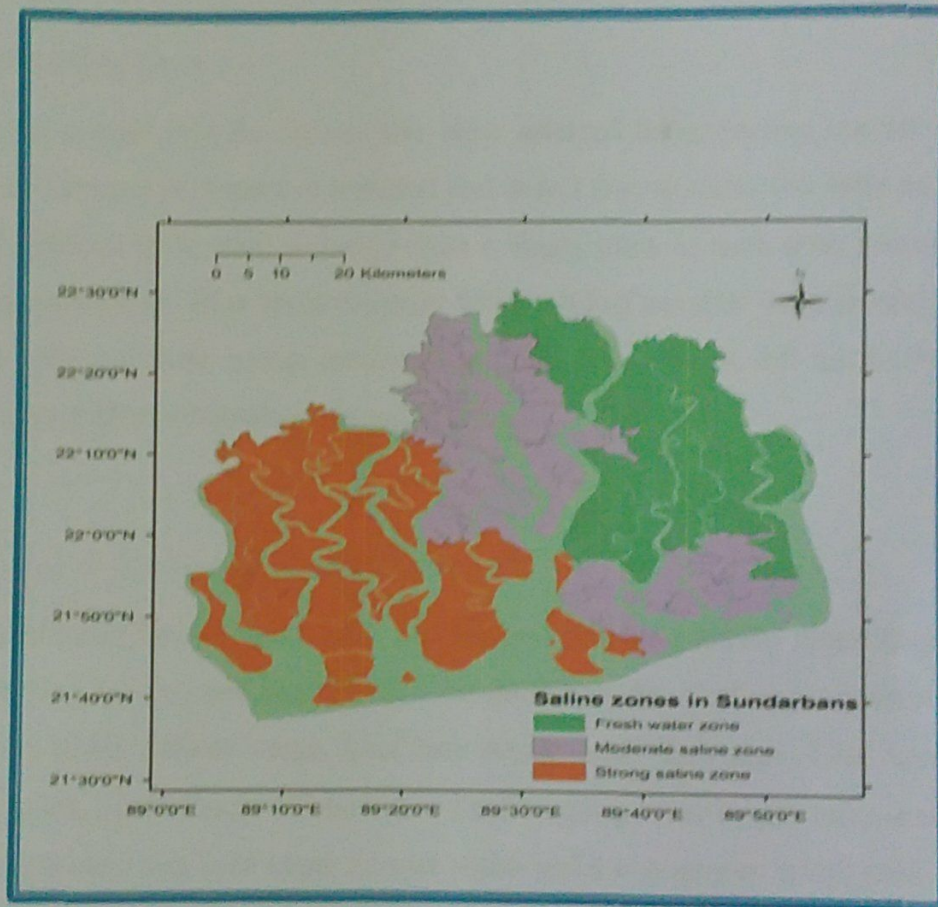 0 5 10 20 Kilometers
N
22°30'0"N
22°20'0"N
22°10'0"N
22°0'0"N
21°50'0"N
21°40'0"N
21°30'0"N
Saline zones in Sundarbans
Fresh water zone
Moderate saline zone
Strong saline zone
89°0'0"E 89°10'0"E 89°20'0"E 89°30'0"E 89°40'0"E 89°50'0"E